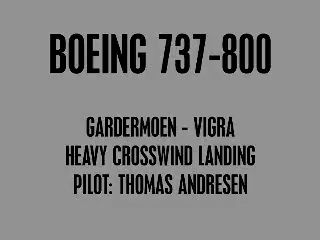 BOEING 737-800
GARDERMOEN - VIGRA
HEAVY CROSSWIND LANDING
PILOT: THOMAS ANDRESEN